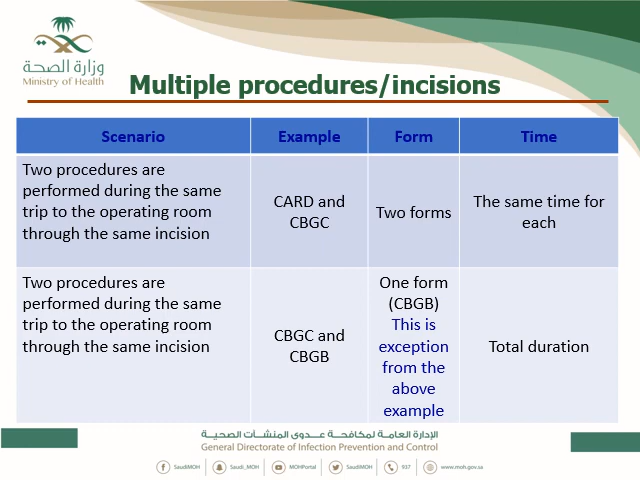 وزارة الصحة
Ministry of Health
Multiple procedures/incisions
Scenario
Example
Form
Time
Two procedures are
performed during the same
trip to the operating room
through the same incision
CARD and
CBGC
Two forms
The same time for
each
Two procedures are
performed during the same
trip to the operating room
through the same incision
CBGC and
CBGB
One form
(CBGB)
This is
exception
from the
above
example
Total duration
الإدارة العامة لمكافحة عدوى المنشآت الصحية
General Directorate of Infection Prevention and Control
SaudiMOH
Saudi_MOH
MOHPortal
SaudiMOH
937
www.moh.gov.sa